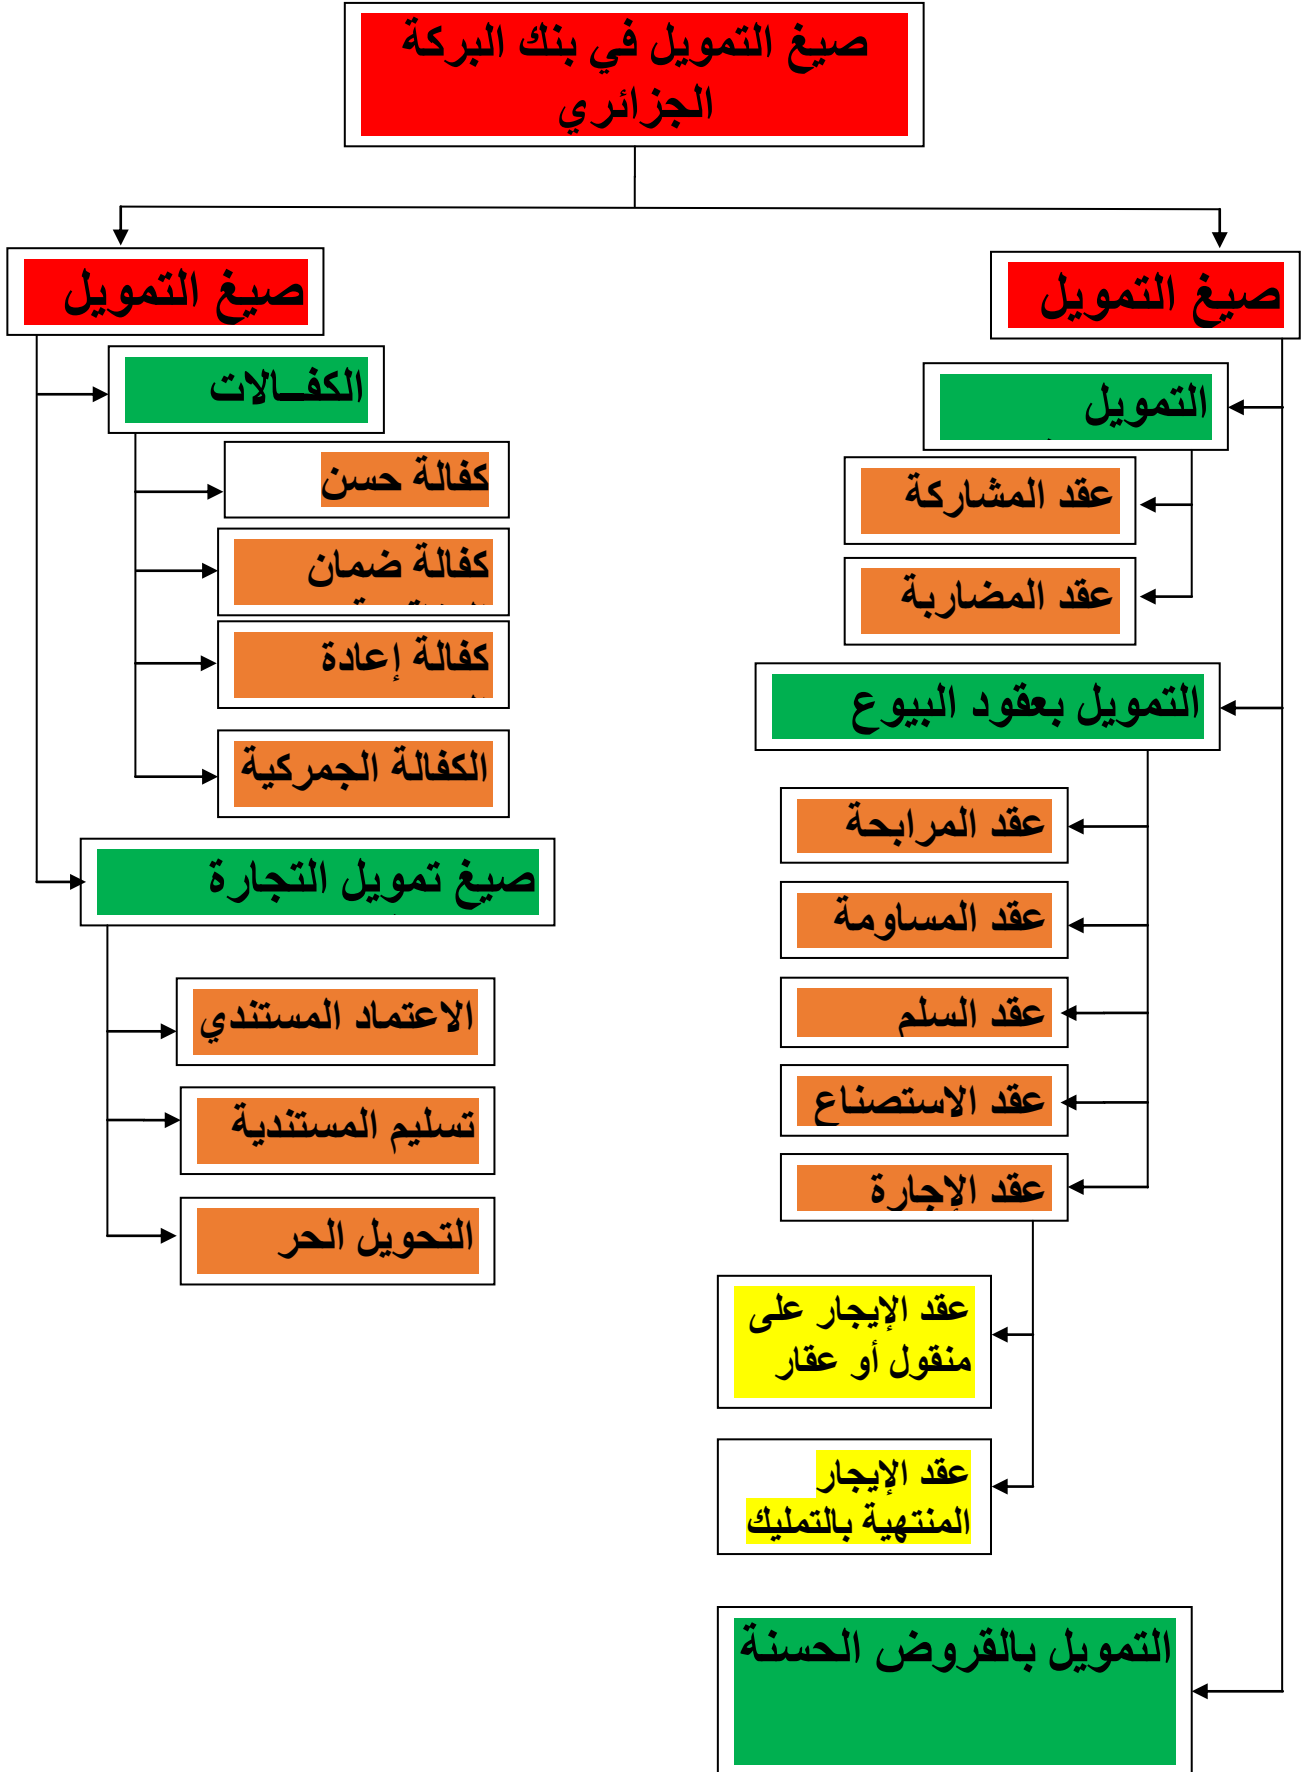 صيغ التمويل في بنك البركة
الجزائري
صيغ التمويل
التمويل
عقد المشاركة
عقد المضاربة
التمويل بعقود البيوع
عقد المرابحة
عقد المساومة
عقد السلم
عقد الاستصناع
عقد الإجارة
عقد الإيجار على
منقول أو عقار
عقد الإيجار
المنتهية بالتمليك
التمويل بالقروض الحسنة
صيغ التمويل
الكفــالات
كفالة حسن
كفالة ضمان
كفالة إعادة
الكفالة الجمركية
صيغ تمويل التجارة
الاعتماد المستندي
تسليم المستندية
التحويل الحر